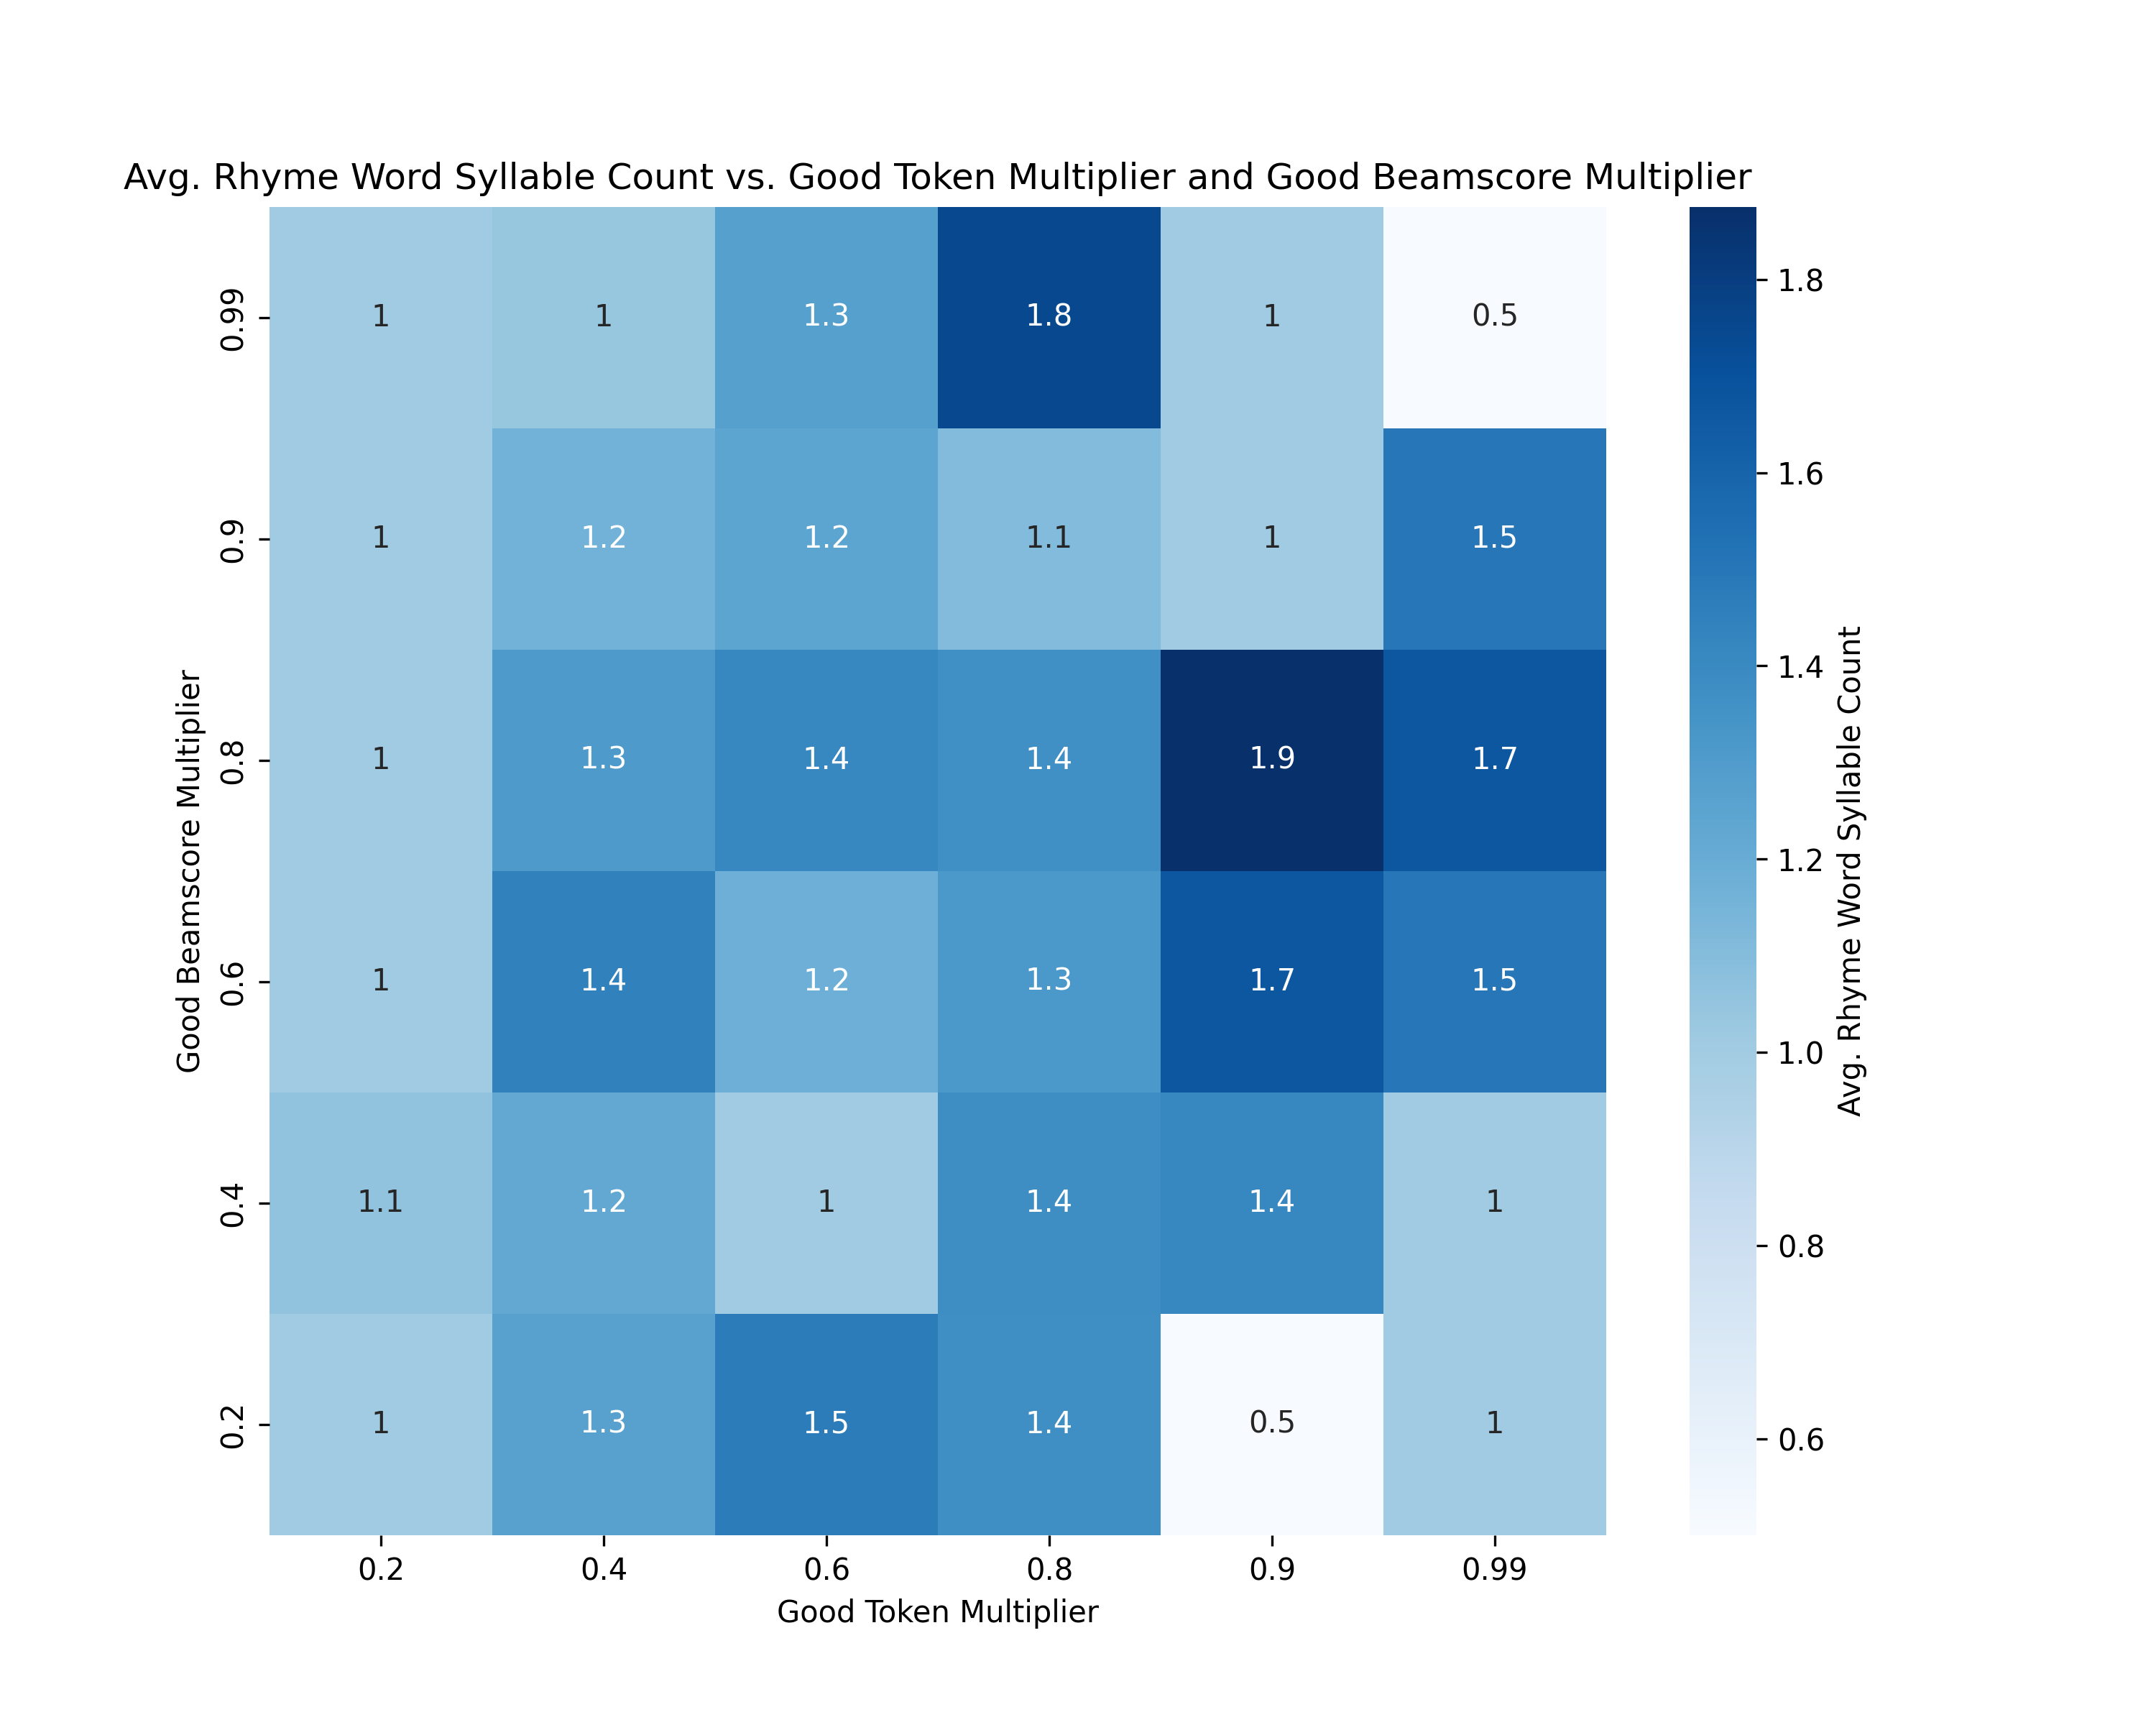 Avg. Rhyme Word Syllable Count vs. Good Token Multiplier and Good Beamscore Multiplier
Good Beamscore Multiplier
0.99
1 1 1.3 1.8 1 0.5
0.9
1 1.2 1.2 1.1 1 1.5
0.8
1 1.3 1.4 1.4 1.9 1.7
0.6
1 1.4 1.2 1.3 1.7 1.5
0.4
1.1 1.2 1 1.4 1.4 1
0.2
1 1.3 1.5 1.4 0.5 1
0.2 0.4 0.6 0.8 0.9 0.99
Good Token Multiplier
1.8
1.6
1.4
1.2
1.0
0.8
0.6
Avg. Rhyme Word Syllable Count